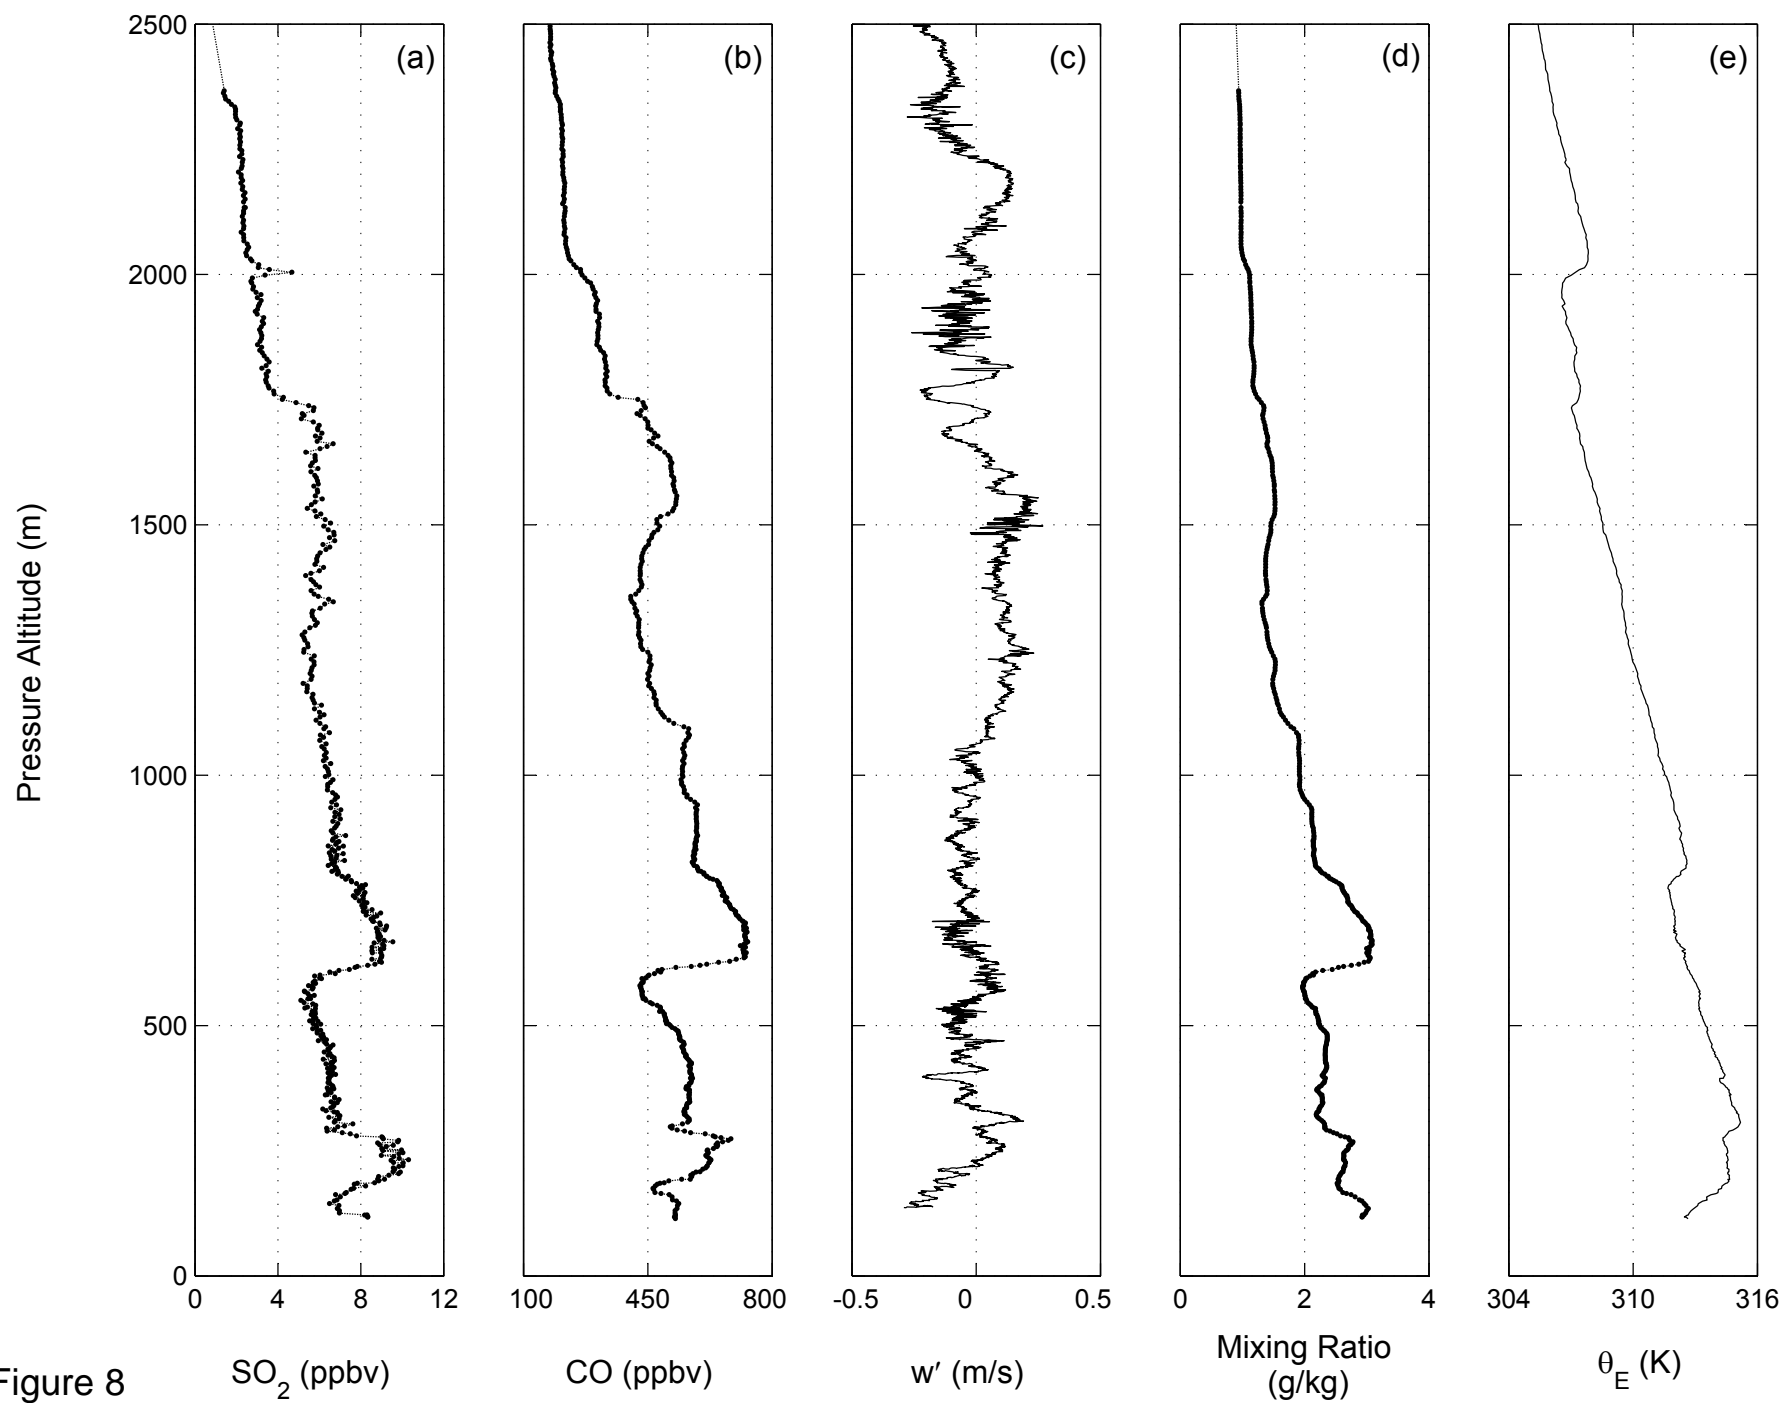 2500
2000
1500
1000
500
0
Pressure Altitude (m)
(a)
(b)
(c)
(d)
(e)
0 4 8 12
100 450 800
-0.5 0 0.5
0 2 4
304 310 316
SO2 (ppbv)
CO (ppbv)
w′ (m/s)
Mixing Ratio
(g/kg)
θE (K)
Figure 8